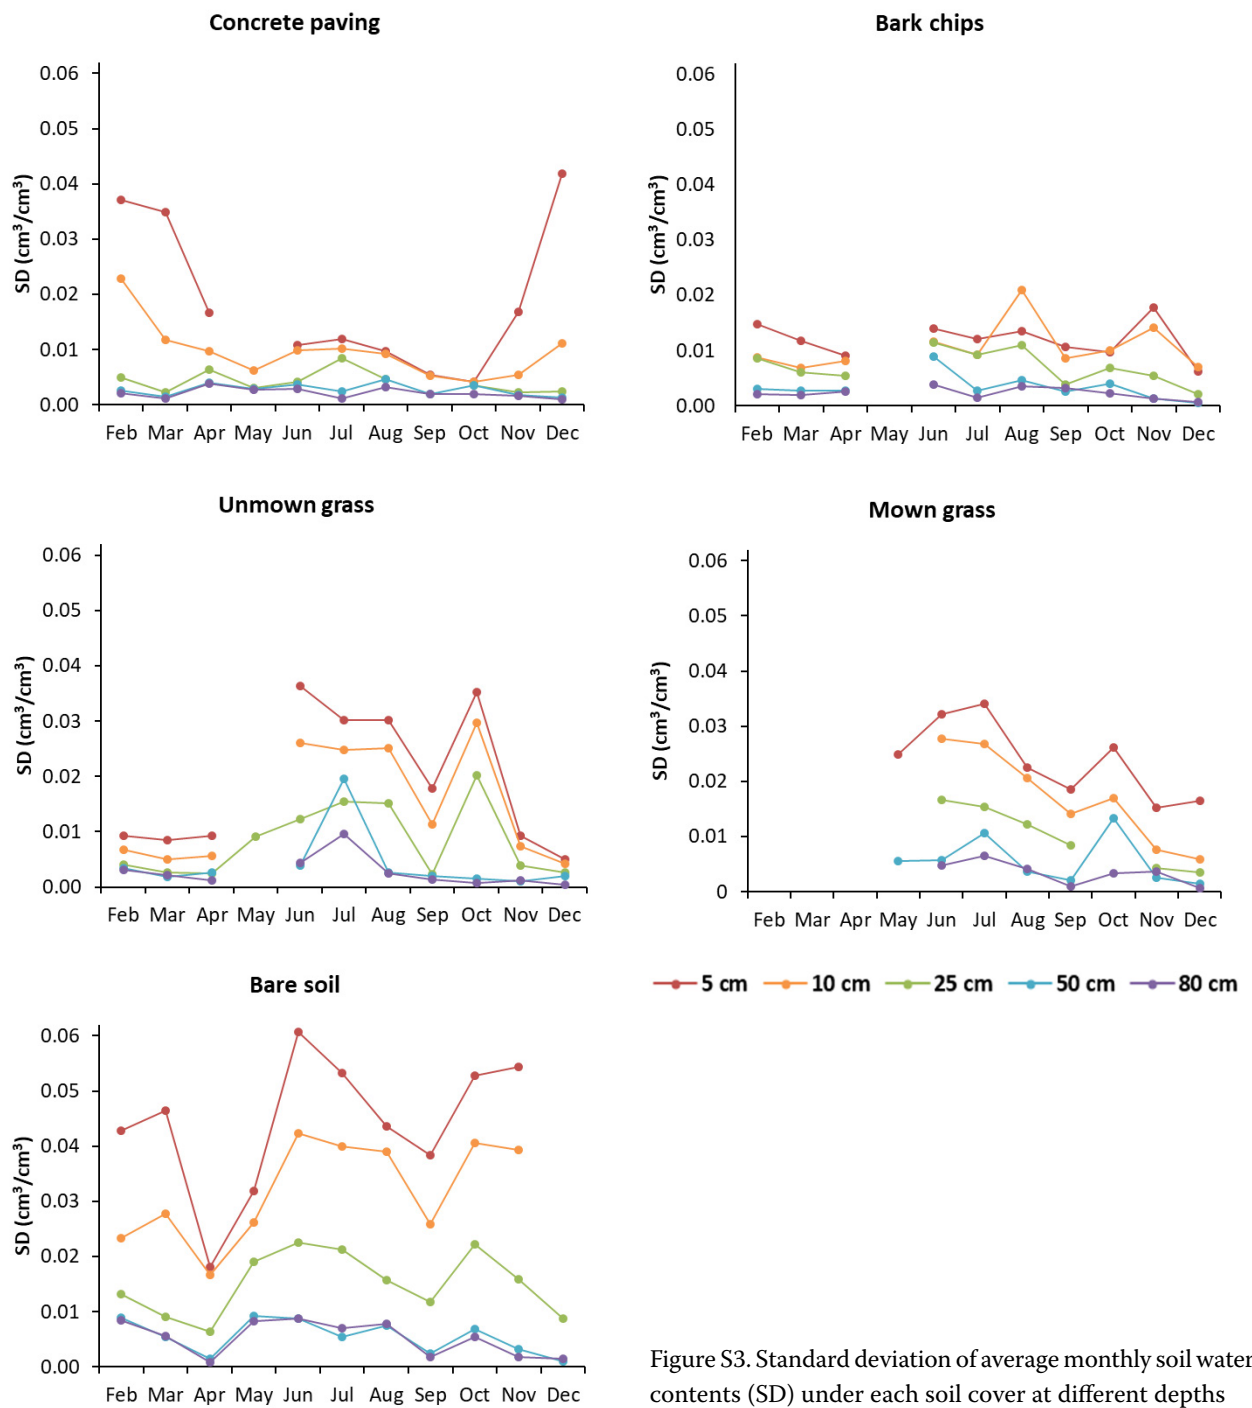 Concrete paving
SD (cm³/cm³)
0.06
0.05
0.04
0.03
0.02
0.01
0.00
Feb Mar Apr May Jun Jul Aug Sep Oct Nov Dec
Bark chips
SD (cm³/cm³)
0.06
0.05
0.04
0.03
0.02
0.01
0.00
Feb Mar Apr May Jun Jul Aug Sep Oct Nov Dec
Unmown grass
SD (cm³/cm³)
0.06
0.05
0.04
0.03
0.02
0.01
0.00
Feb Mar Apr May Jun Jul Aug Sep Oct Nov Dec
Mown grass
SD (cm³/cm³)
0.06
0.05
0.04
0.03
0.02
0.01
0
Feb Mar Apr May Jun Jul Aug Sep Oct Nov Dec
Bare soil
SD (cm³/cm³)
0.06
0.05
0.04
0.03
0.02
0.01
0.00
Feb Mar Apr May Jun Jul Aug Sep Oct Nov Dec
5 cm 10 cm 25 cm 50 cm 80 cm
Figure S3. Standard deviation of average monthly soil water
contents (SD) under each soil cover at different depths